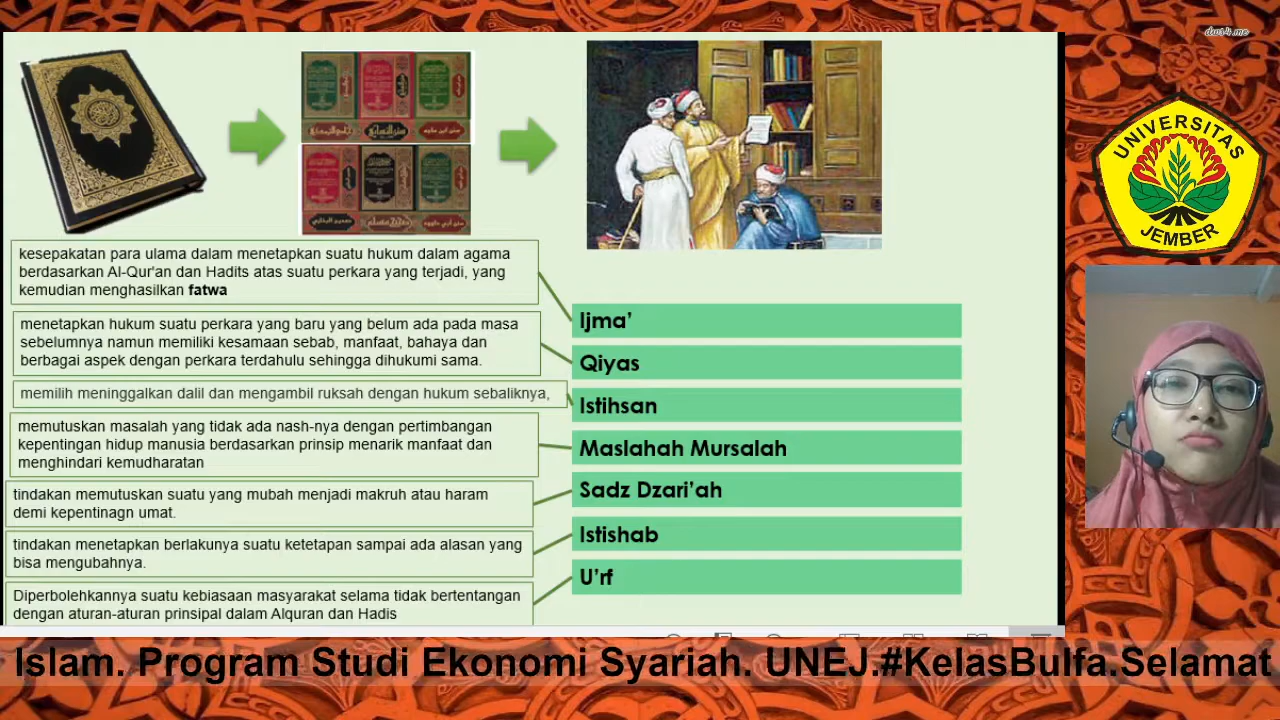 dws4.me
UNIVERSITAS
JEMBER
kesepakatan para ulama dalam menetapkan suatu hukum dalam agama
berdasarkan Al-Qur'an dan Hadits atas suatu perkara yang terjadi, yang
kemudian menghasilkan fatwa
Ijma'
menetapkan hukum suatu perkara yang baru yang belum ada pada masa
sebelumnya namun memiliki kesamaan sebab, manfaat, bahaya dan
berbagai aspek dengan perkara terdahulu sehingga dihukumi sama.
Qiyas
memilih meninggalkan dalil dan mengambil ruksah dengan hukum sebaliknya,
Istihsan
memutuskan masalah yang tidak ada nash-nya dengan pertimbangan
kepentingan hidup manusia berdasarkan prinsip menarik manfaat dan
menghindari kemudharatan
Maslahah Mursalah
tindakan memutuskan suatu yang mubah menjadi makruh atau haram
demi kepentinagn umat.
Sadz Dzari'ah
tindakan menetapkan berlakunya suatu ketetapan sampai ada alasan yang
bisa mengubahnya.
Istishab
Diperbolehkannya suatu kebiasaan masyarakat selama tidak bertentangan
dengan aturan-aturan prinsipal dalam Alquran dan Hadis
U'rf
Islam. Program Studi Ekonomi Syariah. UNEJ.#KelasBulfa.Selamat